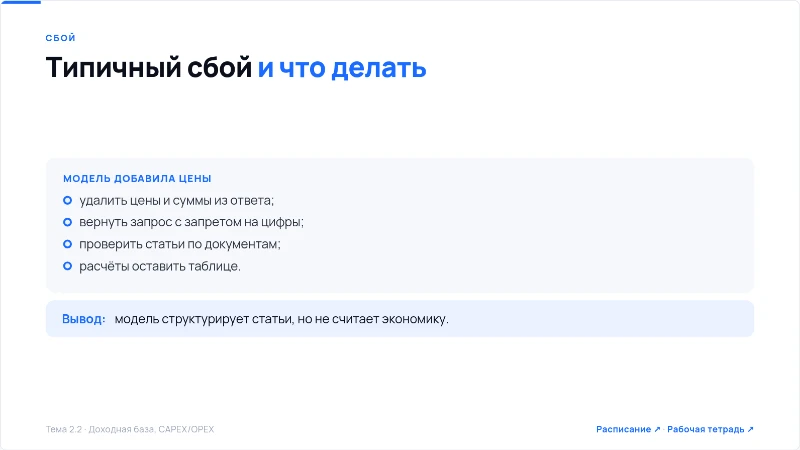 СБОЙ
Типичный сбой и что делать
МОДЕЛЬ ДОБАВИЛА ЦЕНЫ
удалить цены и суммы из ответа;
вернуть запрос с запретом на цифры;
проверить статьи по документам;
расчёты оставить таблице.
Вывод: модель структурирует статьи, но не считает экономику.
Тема 2.2 · Доходная база, CAPEX/OPEX
Расписание ↗ · Рабочая тетрадь ↗